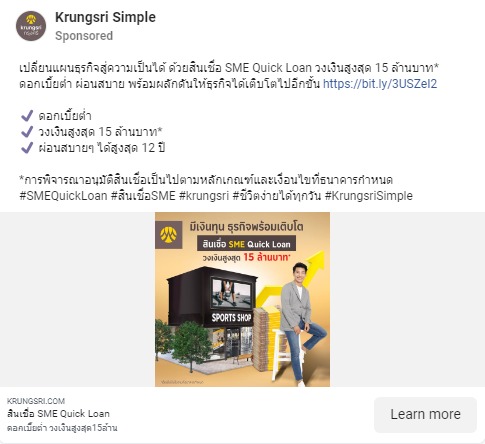 Krungsri Simple
Sponsored
krungsri
กรุงศรี
เปลี่ยนแผนธุรกิจสู่ความเป็นได้ ด้วยสินเชื่อ SME Quick Loan วงเงินสูงสุด 15 ล้านบาท*
ดอกเบี้ยต่ำ ผ่อนสบาย พร้อมผลักดันให้ธุรกิจได้เติบโตไปอีกขั้น https://bit.ly/3USZeI2
✔ ดอกเบี้ยต่ำ
✔ วงเงินสูงสุด 15 ล้านบาท*
✔ ผ่อนสบายๆ ได้สูงสุด 12 ปี
*การพิจารณาอนุมัติสินเชื่อเป็นไปตามหลักเกณฑ์และเงื่อนไขที่ธนาคารกำหนด
#SMEQuickLoan #สินเชื่อSME #krungsri #ชีวิตง่ายได้ทุกวัน #KrungsriSimple
มีเงินทุน ธุรกิจพร้อมเติบโต
สินเชื่อ SME Quick Loan
วงเงินสูงสุด 15 ล้านบาท*
SPORTS SHOP
KRUNGSRI.COM
สินเชื่อ SME Quick Loan
ดอกเบี้ยต่ำ วงเงินสูงสุด15ล้าน
Learn more